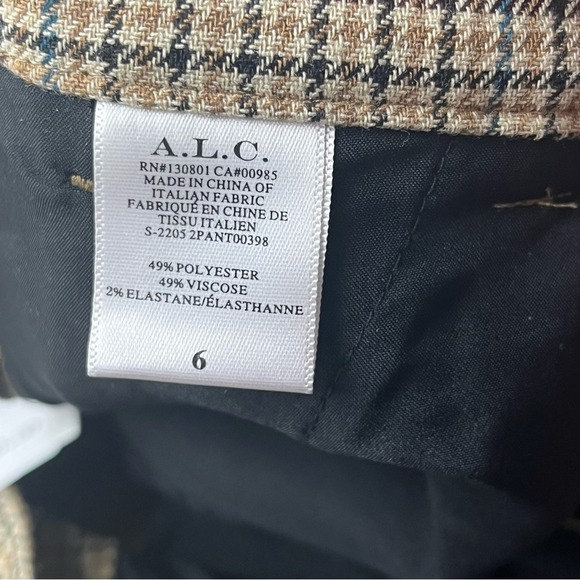 A.L.C.
RN#130801 CA#00985
MADE IN CHINA OF
ITALIAN FABRIC
FABRIQUÉ EN CHINE DE
TISSU ITALIEN
S-2205 2PANT00398
49% POLYESTER
49% VISCOSE
2% ELASTANE/ÉLASTHANNE
6